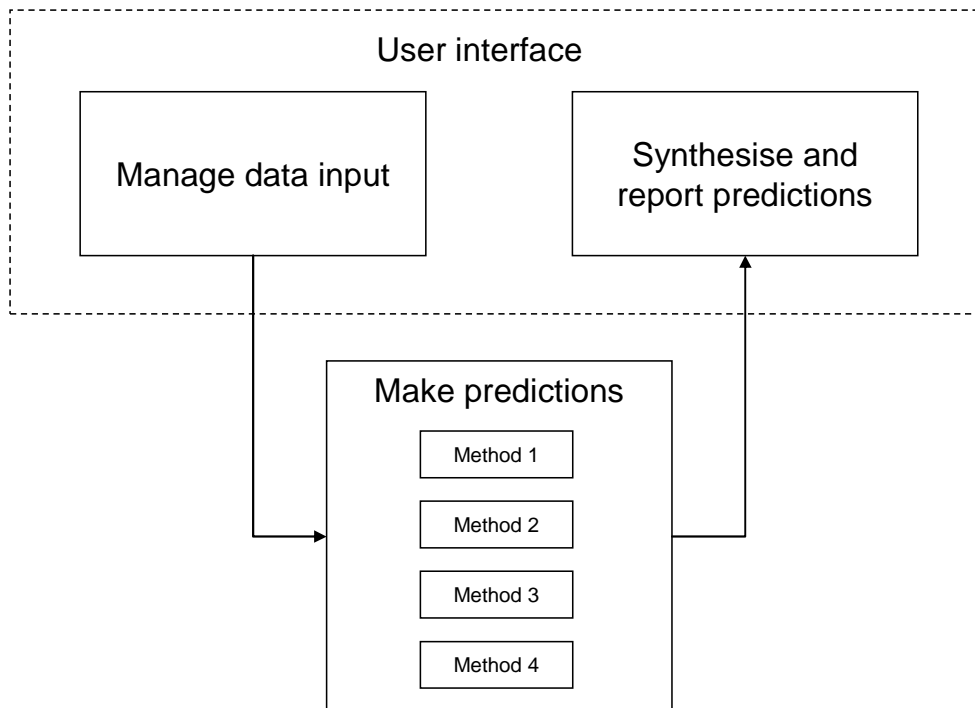 User interface
Manage data input
Synthesise and
report predictions
Make predictions
Method 1
Method 2
Method 3
Method 4